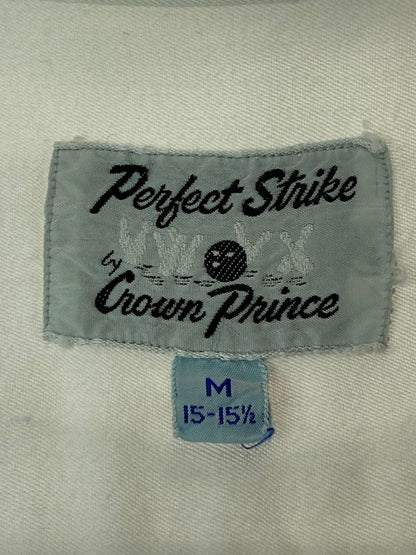 Perfect Strike
by
Crown Prince
M
15-15½